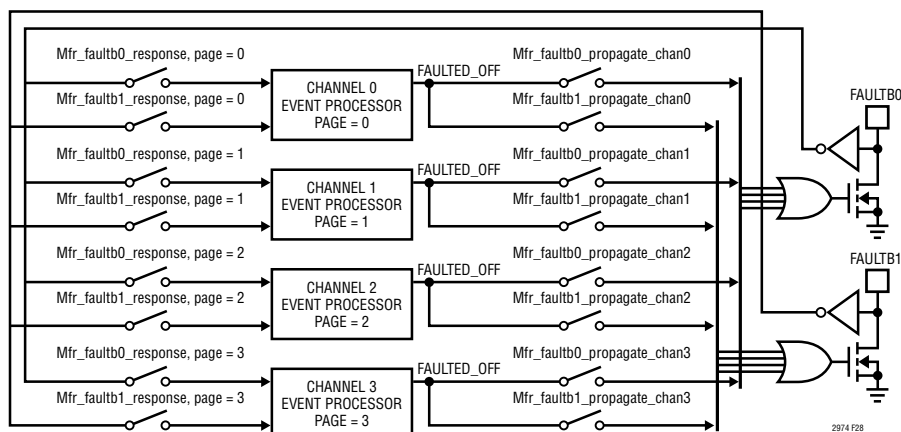 Mfr_faultb0_response, page = 0
Mfr_faultb1_response, page = 0
CHANNEL 0
EVENT PROCESSOR
PAGE = 0
FAULTED_OFF
Mfr_faultb0_propagate_chan0
Mfr_faultb1_propagate_chan0
FAULTB0
Mfr_faultb0_response, page = 1
Mfr_faultb1_response, page = 1
CHANNEL 1
EVENT PROCESSOR
PAGE = 1
FAULTED_OFF
Mfr_faultb0_propagate_chan1
Mfr_faultb1_propagate_chan1
Mfr_faultb0_response, page = 2
Mfr_faultb1_response, page = 2
CHANNEL 2
EVENT PROCESSOR
PAGE = 2
FAULTED_OFF
Mfr_faultb0_propagate_chan2
Mfr_faultb1_propagate_chan2
FAULTB1
Mfr_faultb0_response, page = 3
Mfr_faultb1_response, page = 3
CHANNEL 3
EVENT PROCESSOR
PAGE = 3
FAULTED_OFF
Mfr_faultb0_propagate_chan3
Mfr_faultb1_propagate_chan3
2974 F28